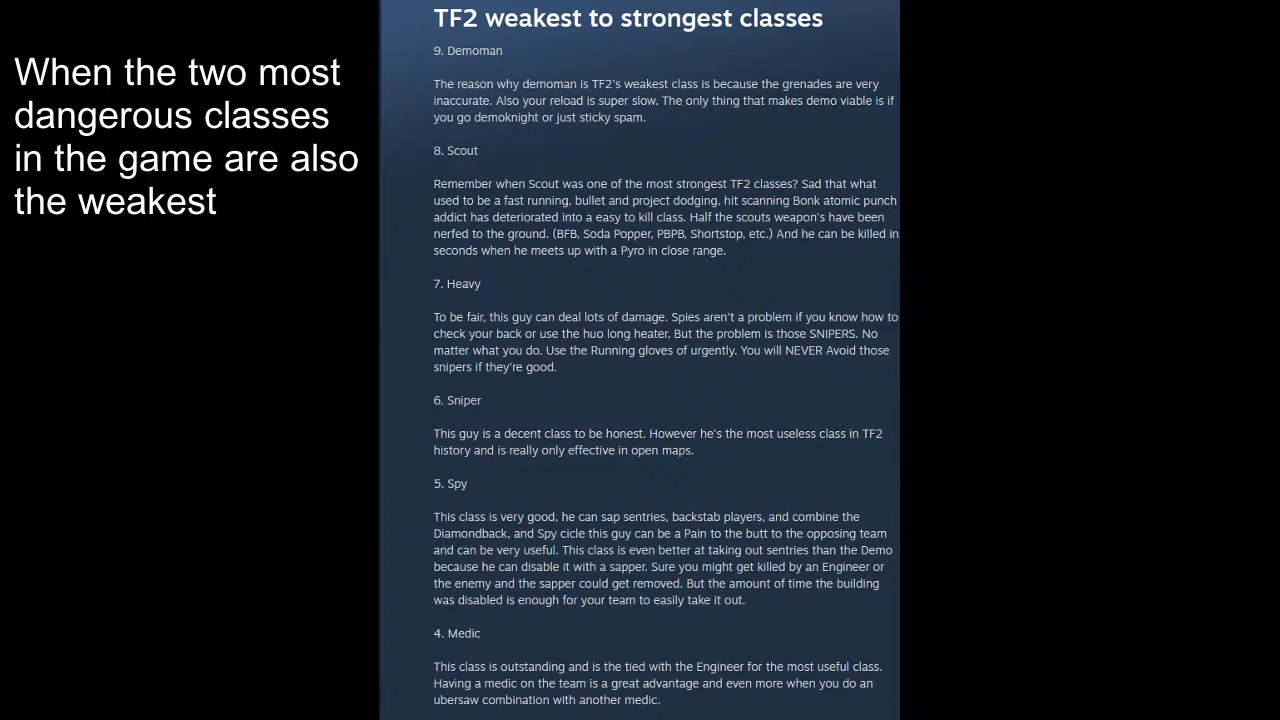 When the two most
dangerous classes
in the game are also
the weakest
TF2 weakest to strongest classes
9. Demoman
The reason why demoman is TF2's weakest class is because the grenades are very
inaccurate. Also your reload is super slow. The only thing that makes demo viable is if
you go demoknight or just sticky spam.
8. Scout
Remember when Scout was one of the most strongest TF2 classes? Sad that what
used to be a fast running, bullet and project dodging, hit scanning Bonk atomic punch
addict has deteriorated into a easy to kill class. Half the scouts weapon's have been
nerfed to the ground. (BFB, Soda Popper, PBPB, Shortstop, etc.) And he can be killed in
seconds when he meets up with a Pyro in close range.
7. Heavy
To be fair, this guy can deal lots of damage. Spies aren't a problem if you know how to
check your back or use the huo long heater. But the problem is those SNIPERS. No
matter what you do. Use the Running gloves of urgently. You will NEVER Avoid those
snipers if they're good.
6. Sniper
This guy is a decent class to be honest. However he's the most useless class in TF2
history and is really only effective in open maps.
5. Spy
This class is very good, he can sap sentries, backstab players, and combine the
Diamondback, and Spy cicle this guy can be a Pain to the butt to the opposing team
and can be very useful. This class is even better at taking out sentries than the Demo
because he can disable it with a sapper. Sure you might get killed by an Engineer or
the enemy and the sapper could get removed. But the amount of time the building
was disabled is enough for your team to easily take it out.
4. Medic
This class is outstanding and is the tied with the Engineer for the most useful class.
Having a medic on the team is a great advantage and even more when you do an
ubersaw combination with another medic.